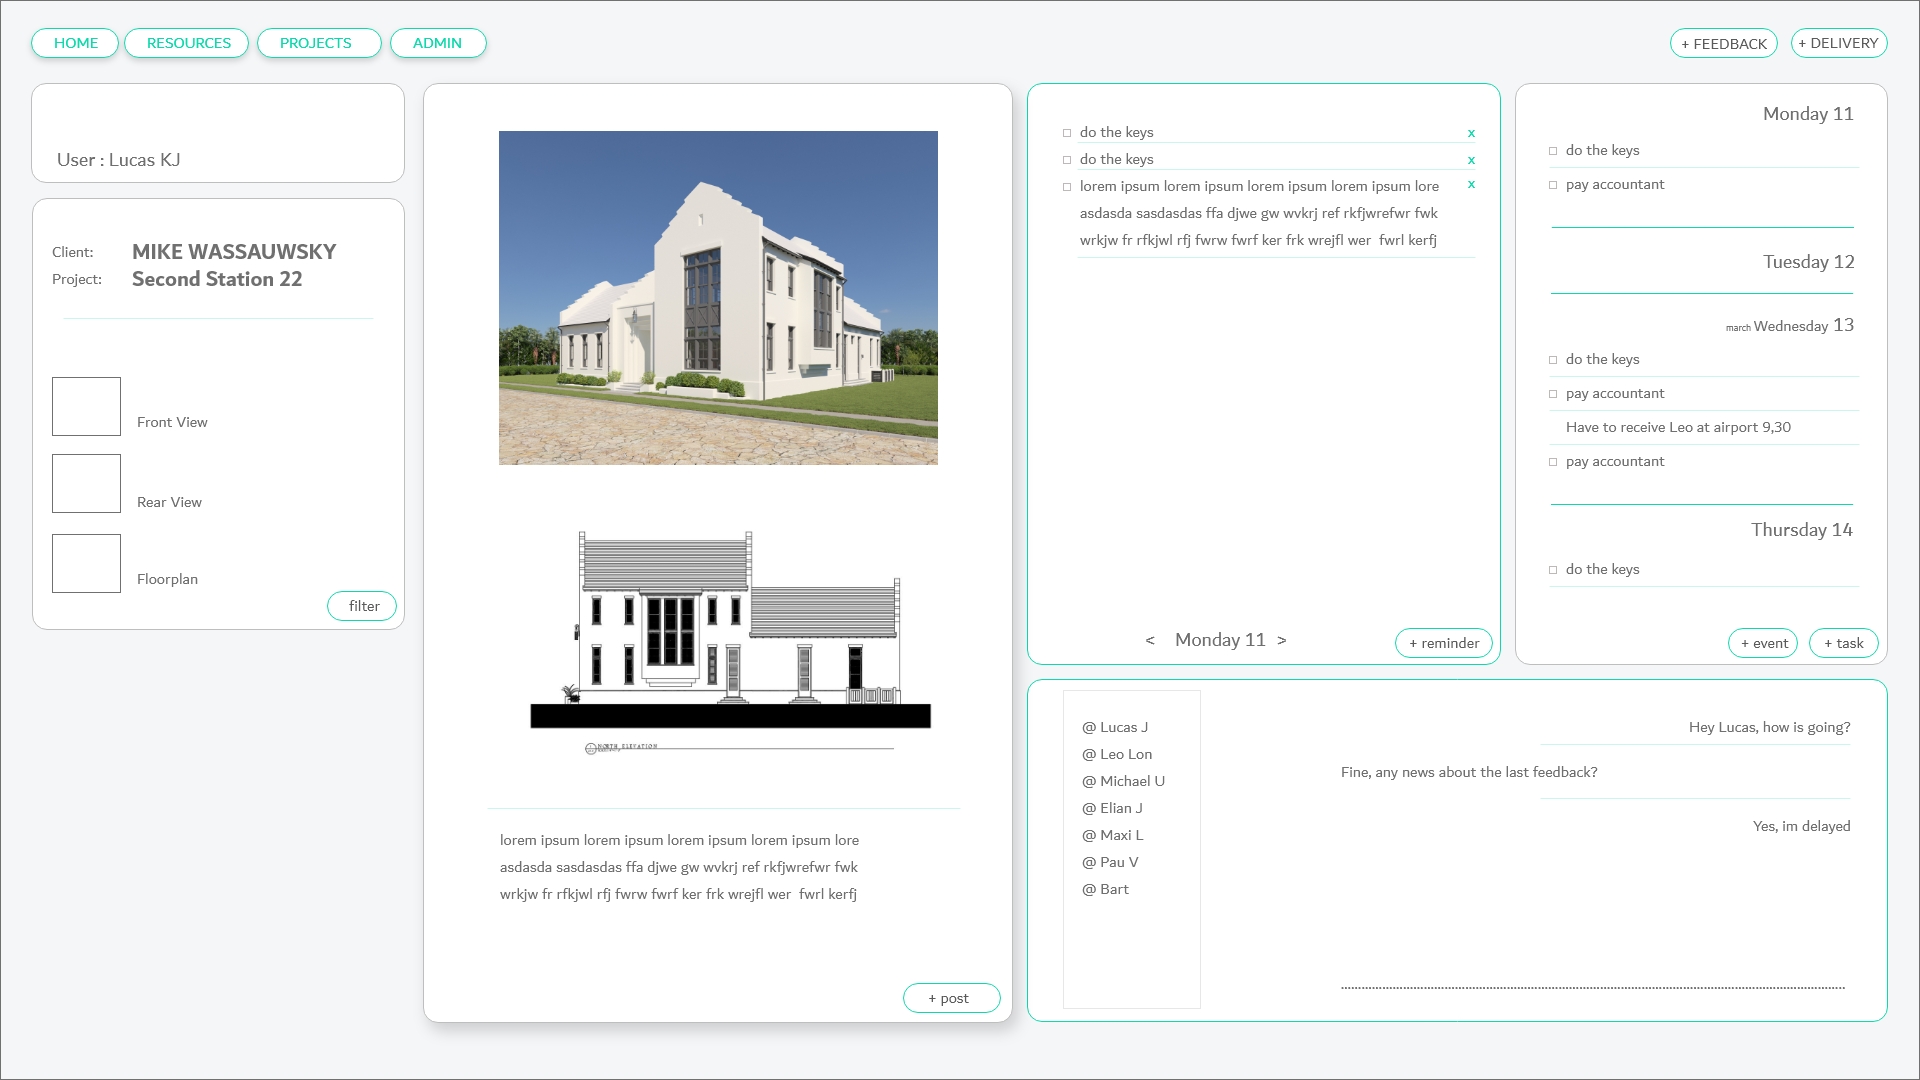 HOME
RESOURCES
PROJECTS
ADMIN
+ FEEDBACK
+ DELIVERY
User : Lucas KJ
Client: MIKE WASSAUWSKY
Project: Second Station 22
Front View
Rear View
Floorplan
filter
NORTH ELEVATION
lorem ipsum lorem ipsum lorem ipsum lorem ipsum lore
asdasda sasdasdas ffa djwe gw wvkrj ref rkfjwrefwr fwk
wrkjw fr rfkjwl rfj fwrw fwrf ker frk wrejfl wer  fwrl kerfj
+ post
do the keys x
do the keys x
lorem ipsum lorem ipsum lorem ipsum lorem ipsum lore x
asdasda sasdasdas ffa djwe gw wvkrj ref rkfjwrefwr fwk
wrkjw fr rfkjwl rfj fwrw fwrf ker frk wrejfl wer  fwrl kerfj
< Monday 11 >
+ reminder
Monday 11
do the keys
pay accountant
Tuesday 12
march Wednesday 13
do the keys
pay accountant
Have to receive Leo at airport 9,30
pay accountant
Thursday 14
do the keys
+ event
+ task
@ Lucas J
@ Leo Lon
@ Michael U
@ Elian J
@ Maxi L
@ Pau V
@ Bart
Hey Lucas, how is going?
Fine, any news about the last feedback?
Yes, im delayed